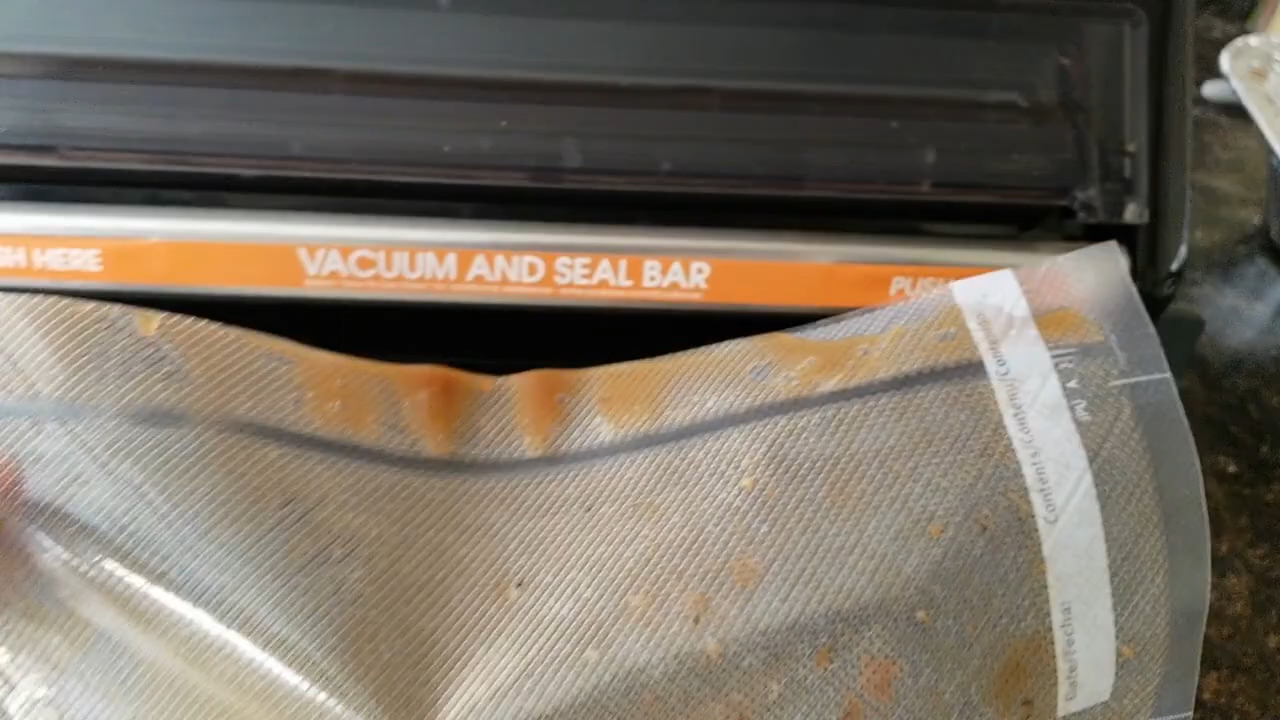 SH HERE
VACUUM AND SEAL BAR
PUSH
Contents/Contenu/Contenido:
Date/Fecha: